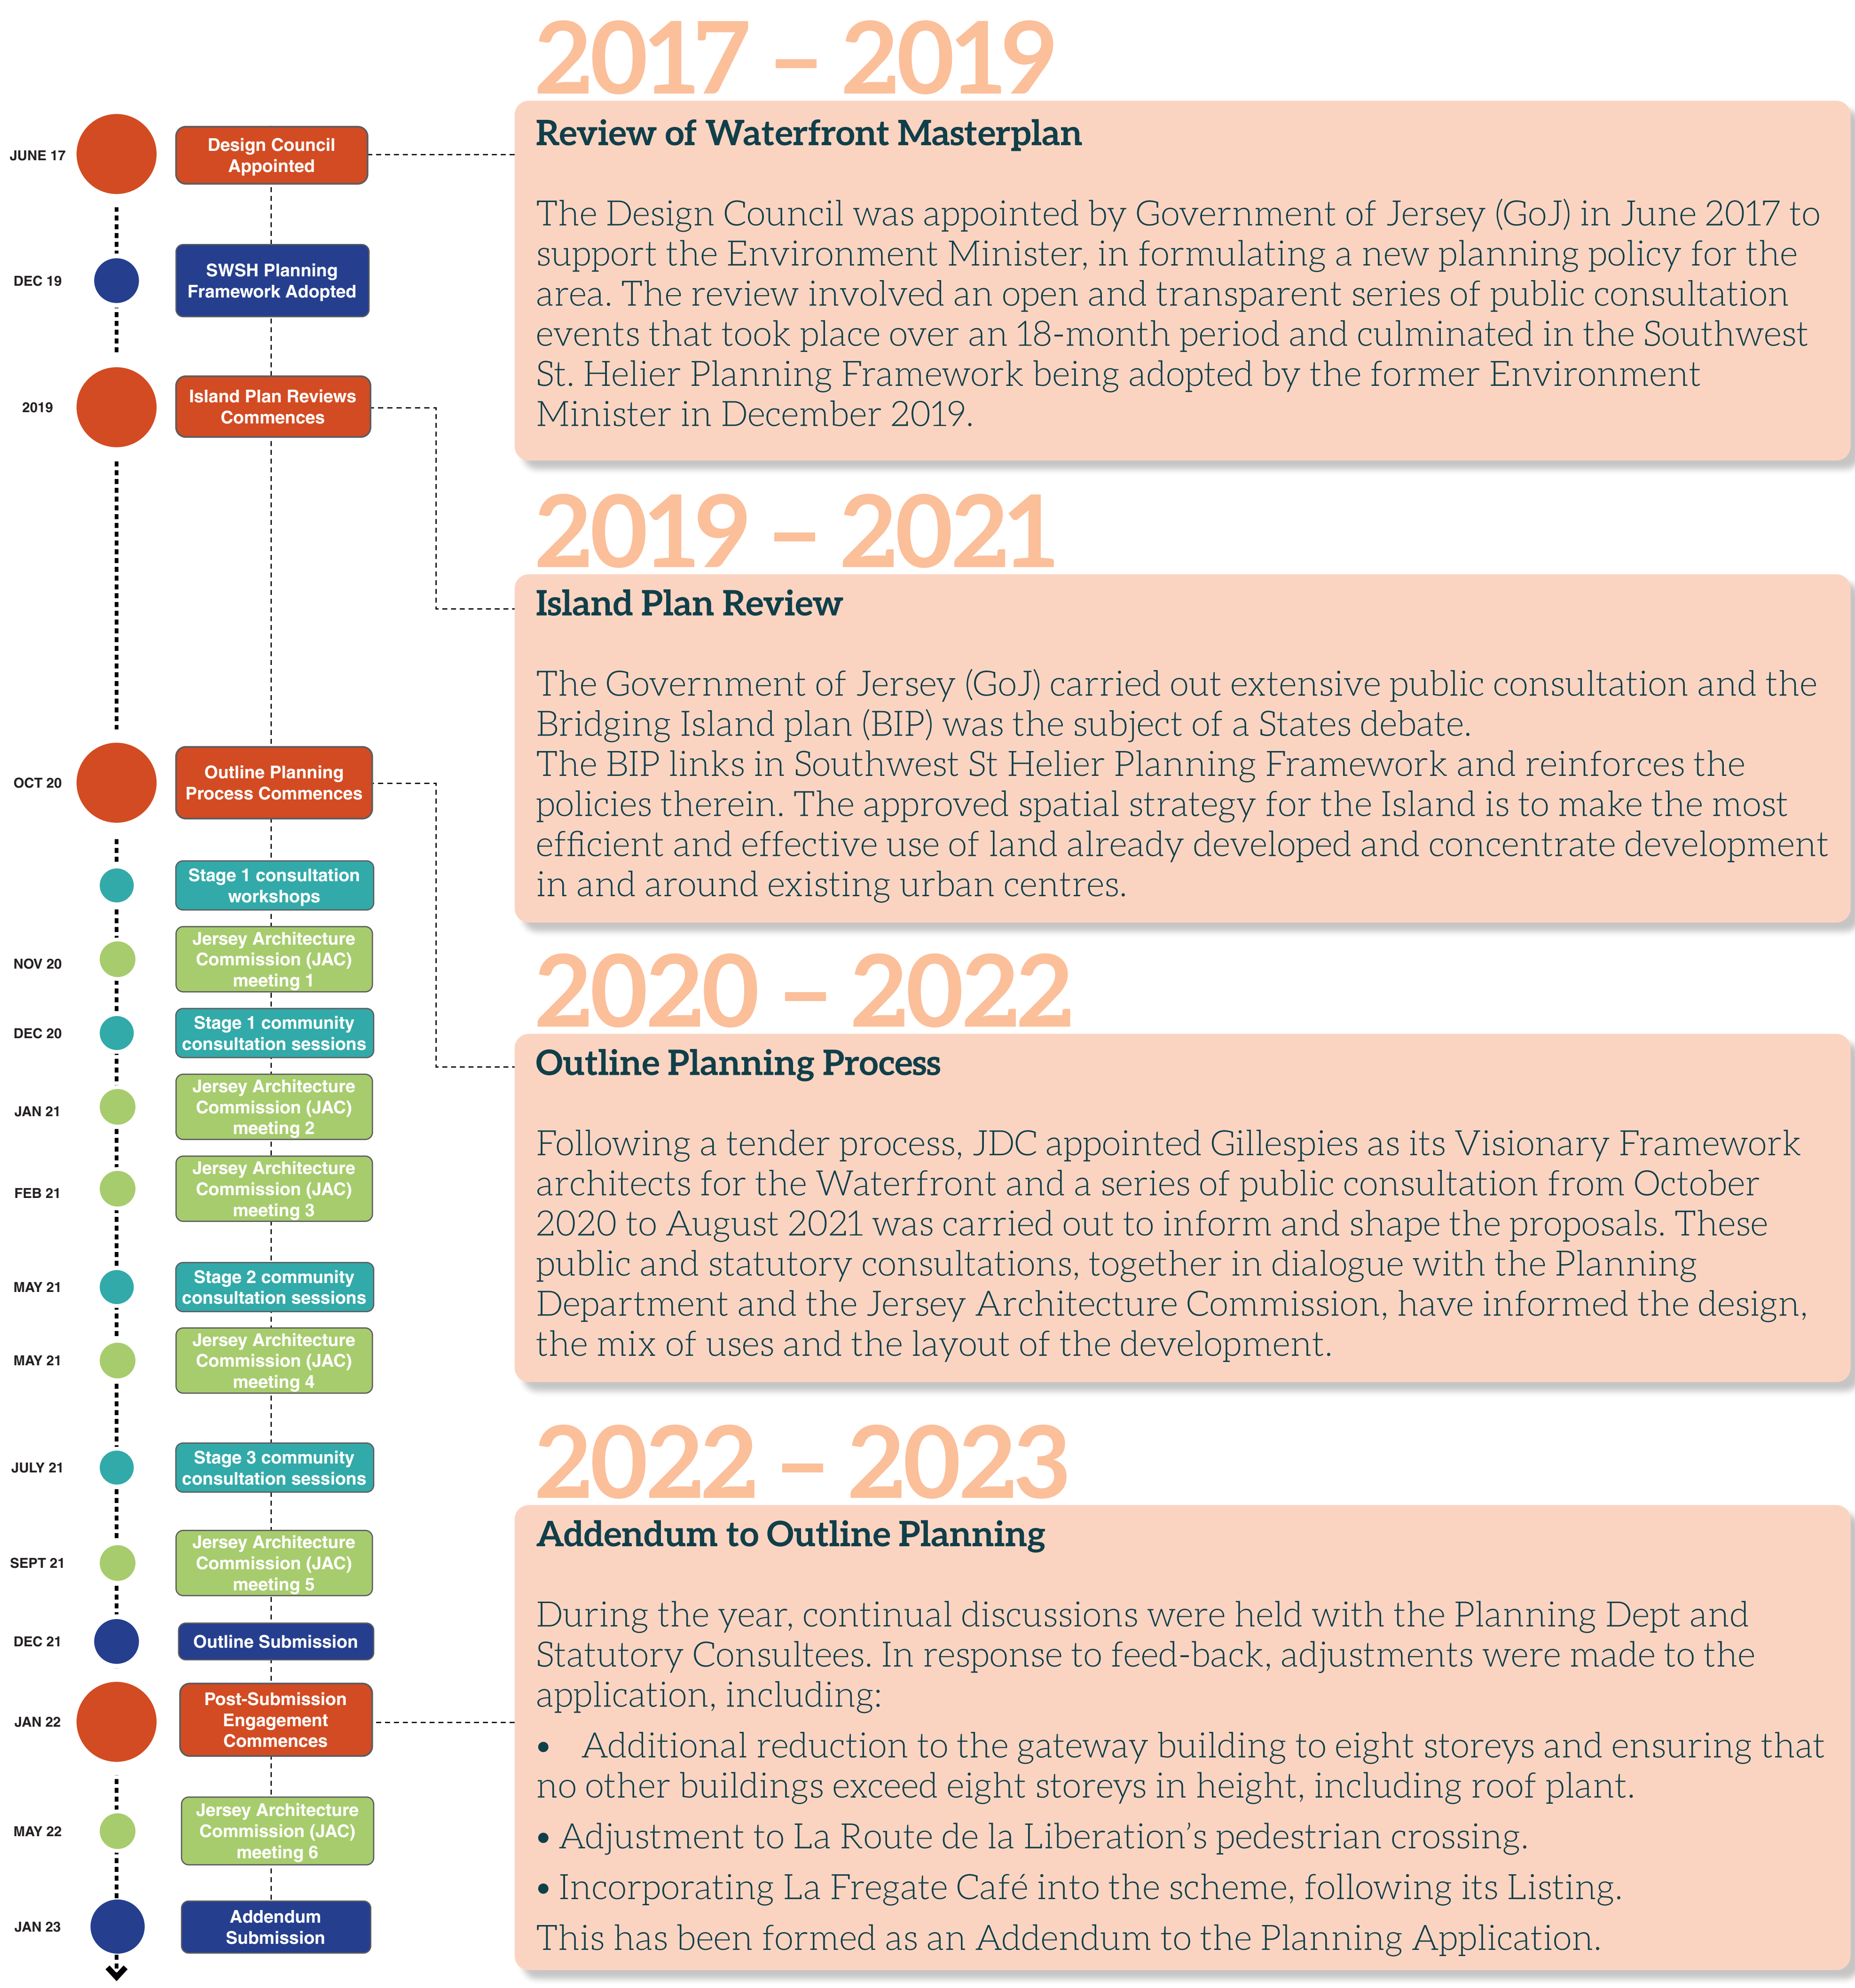 JUNE 17
Design Council
Appointed
DEC 19
SWSH Planning
Framework Adopted
2019
Island Plan Reviews
Commences
OCT 20
Outline Planning
Process Commences
Stage 1 consultation
workshops
NOV 20
Jersey Architecture
Commission (JAC)
meeting 1
DEC 20
Stage 1 community
consultation sessions
JAN 21
Jersey Architecture
Commission (JAC)
meeting 2
FEB 21
Jersey Architecture
Commission (JAC)
meeting 3
MAY 21
Stage 2 community
consultation sessions
MAY 21
Jersey Architecture
Commission (JAC)
meeting 4
JULY 21
Stage 3 community
consultation sessions
SEPT 21
Jersey Architecture
Commission (JAC)
meeting 5
DEC 21
Outline Submission
JAN 22
Post-Submission
Engagement
Commences
MAY 22
Jersey Architecture
Commission (JAC)
meeting 6
JAN 23
Addendum
Submission
2017 – 2019
Review of Waterfront Masterplan
The Design Council was appointed by Government of Jersey (GoJ) in June 2017 to
support the Environment Minister, in formulating a new planning policy for the
area. The review involved an open and transparent series of public consultation
events that took place over an 18-month period and culminated in the Southwest
St. Helier Planning Framework being adopted by the former Environment
Minister in December 2019.
2019 – 2021
Island Plan Review
The Government of Jersey (GoJ) carried out extensive public consultation and the
Bridging Island plan (BIP) was the subject of a States debate.
The BIP links in Southwest St Helier Planning Framework and reinforces the
policies therein. The approved spatial strategy for the Island is to make the most
efficient and effective use of land already developed and concentrate development
in and around existing urban centres.
2020 – 2022
Outline Planning Process
Following a tender process, JDC appointed Gillespies as its Visionary Framework
architects for the Waterfront and a series of public consultation from October
2020 to August 2021 was carried out to inform and shape the proposals. These
public and statutory consultations, together in dialogue with the Planning
Department and the Jersey Architecture Commission, have informed the design,
the mix of uses and the layout of the development.
2022 – 2023
Addendum to Outline Planning
During the year, continual discussions were held with the Planning Dept and
Statutory Consultees. In response to feed-back, adjustments were made to the
application, including:
• Additional reduction to the gateway building to eight storeys and ensuring that
no other buildings exceed eight storeys in height, including roof plant.
• Adjustment to La Route de la Liberation’s pedestrian crossing.
• Incorporating La Fregate Café into the scheme, following its Listing.
This has been formed as an Addendum to the Planning Application.